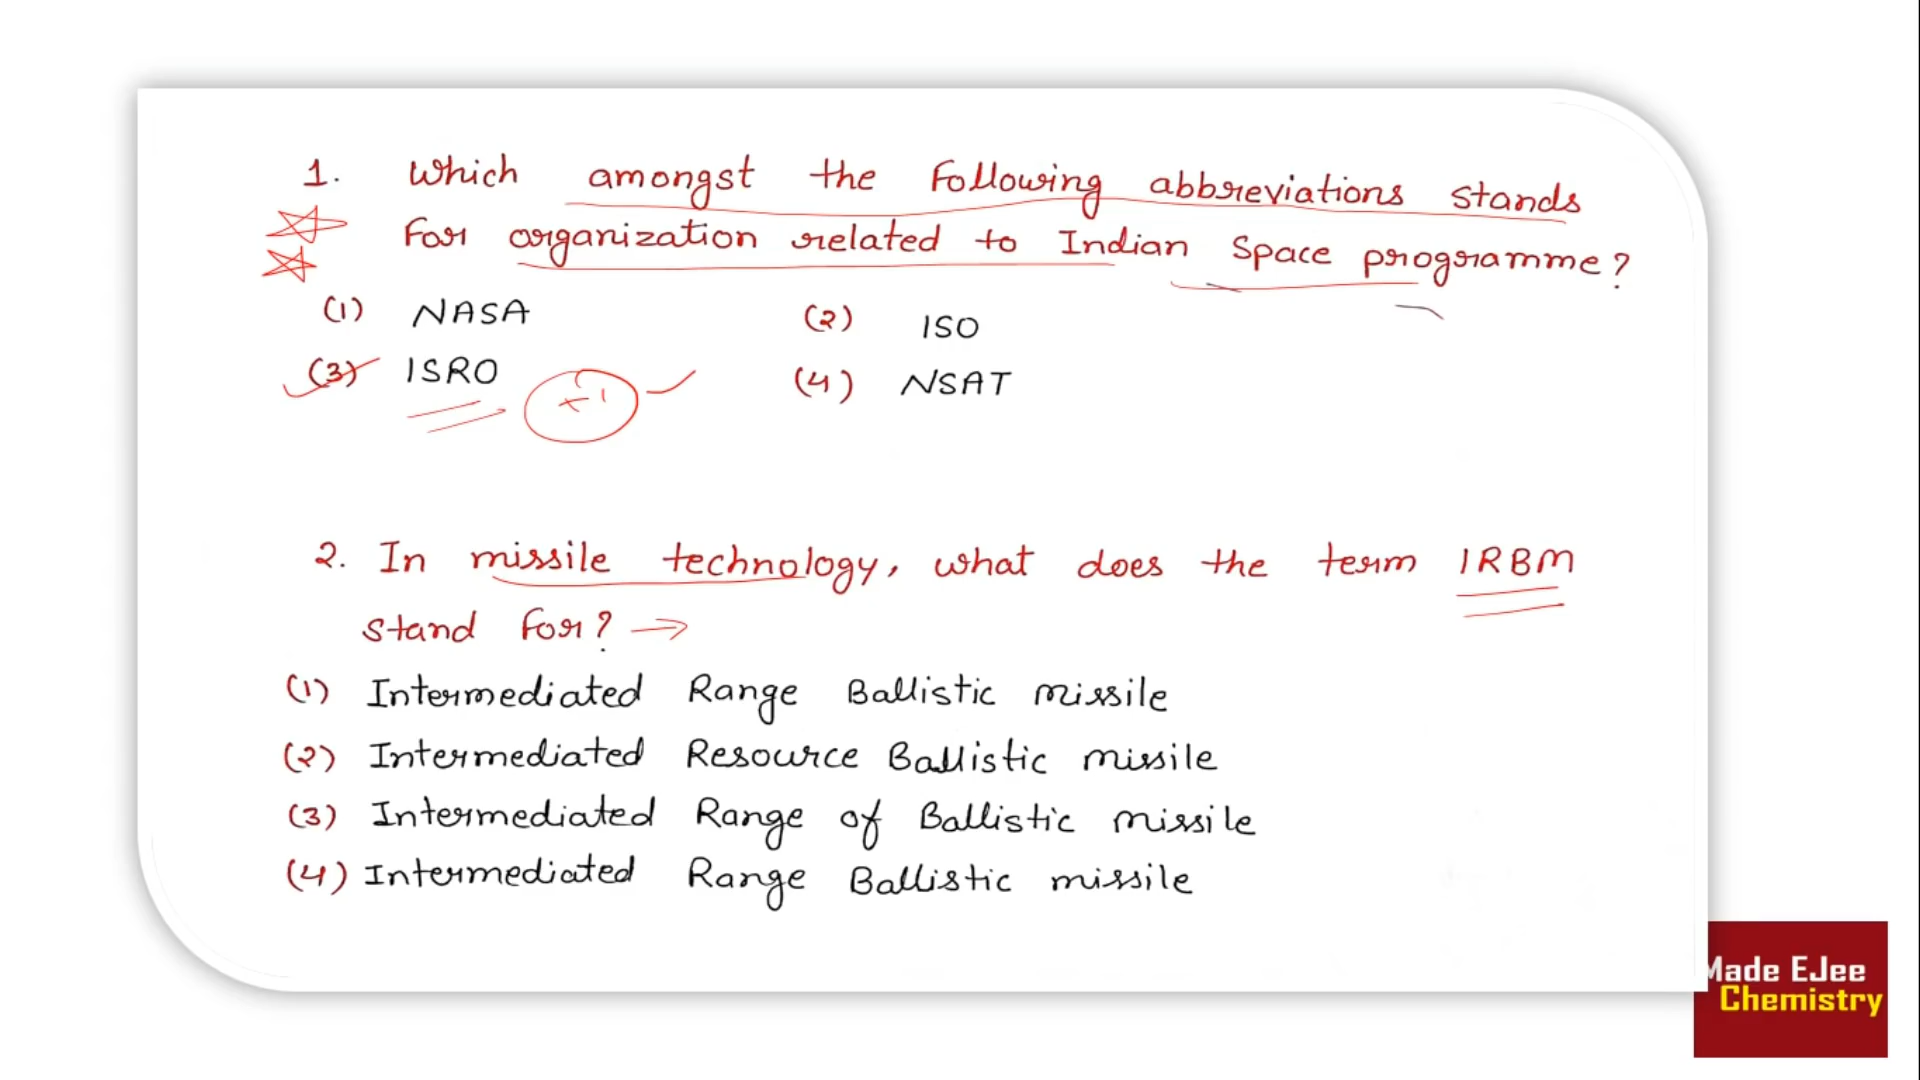 1. Which amongst the following abbreviations stands
for organization related to Indian Space programme?
(1) NASA (2) ISO
(3) ISRO (4) NSAT
+1
2. In missile technology, what does the term IRBM
stand for? →
(1) Intermediated Range Ballistic missile
(2) Intermediated Resource Ballistic missile
(3) Intermediated Range of Ballistic missile
(4) Intermediated Range Ballistic missile
Made EJee
Chemistry